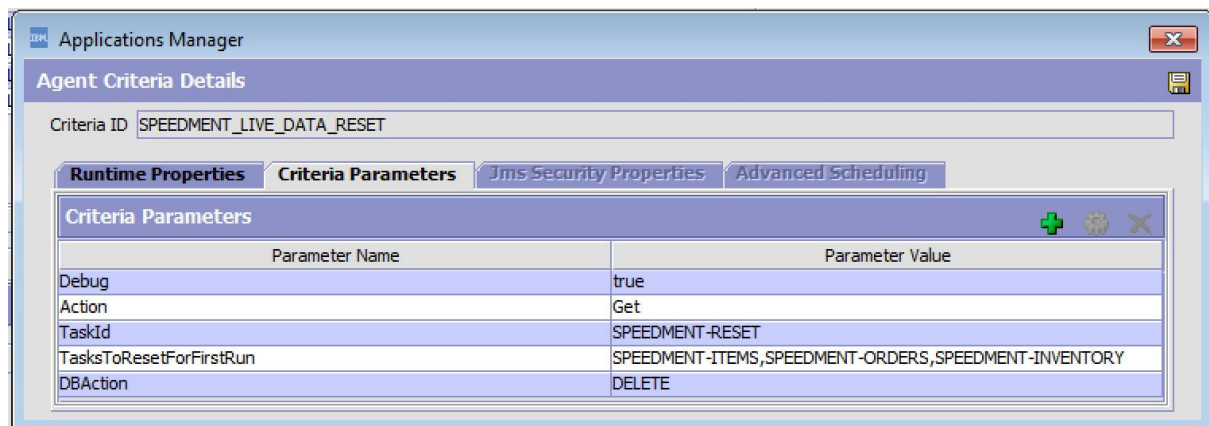 IBM Applications Manager
Agent Criteria Details
Criteria ID SPEEDMENT_LIVE_DATA_RESET
Runtime Properties Criteria Parameters Jms Security Properties Advanced Scheduling
Criteria Parameters
Parameter Name Parameter Value
Debug true
Action Get
TaskId SPEEDMENT-RESET
TasksToResetForFirstRun SPEEDMENT-ITEMS,SPEEDMENT-ORDERS,SPEEDMENT-INVENTORY
DBAction DELETE